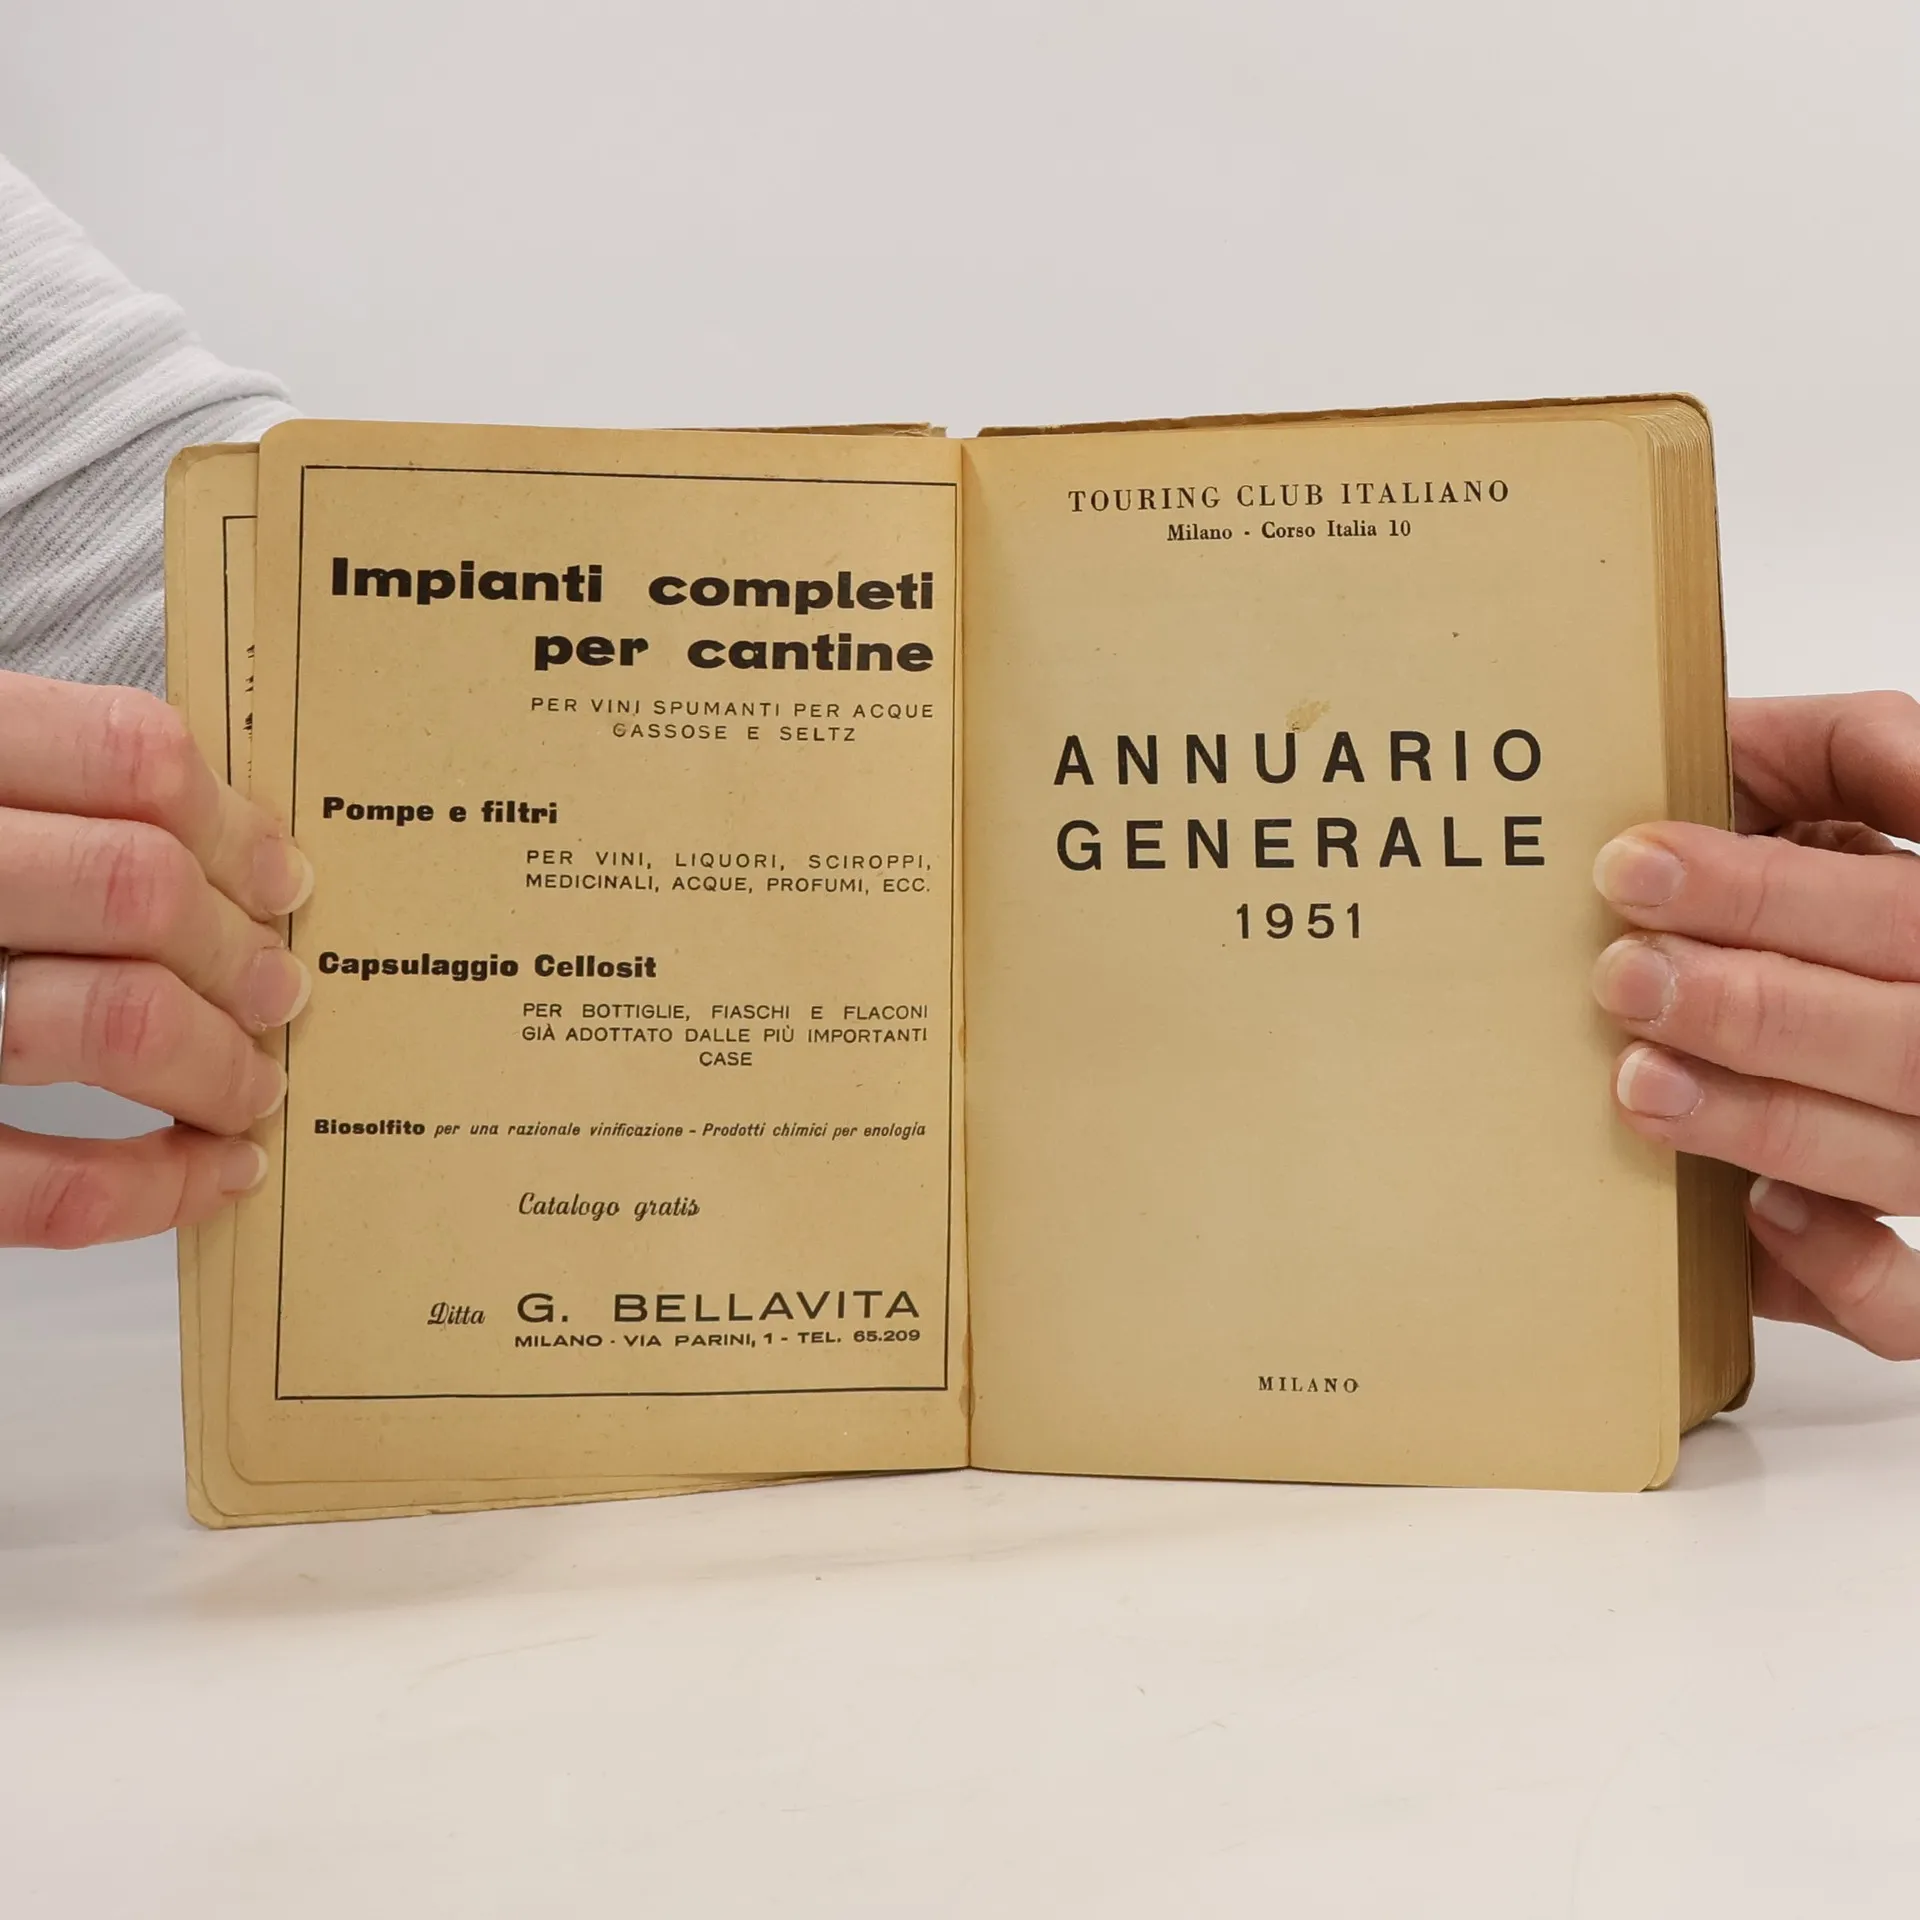 Impianti completi
per cantine
PER VINI SPUMANTI PER ACQUE
GASSOSE E SELTZ
Pompe e filtri
PER VINI, LIQUORI, SCIROPPI,
MEDICINALI, ACQUE, PROFUMI, ECC.
Capsulaggio Cellosit
PER BOTTIGLIE, FIASCHI E FLACONI
GIÀ ADOTTATO DALLE PIÙ IMPORTANTI
CASE
Biosolfito per una razionale vinificazione - Prodotti chimici per enologia
Catalogo gratis
Ditta G. BELLAVITA
MILANO - VIA PARINI, 1 - TEL. 65.209
TOURING CLUB ITALIANO
Milano - Corso Italia 10
ANNUARIO
GENERALE
1951
MILANO